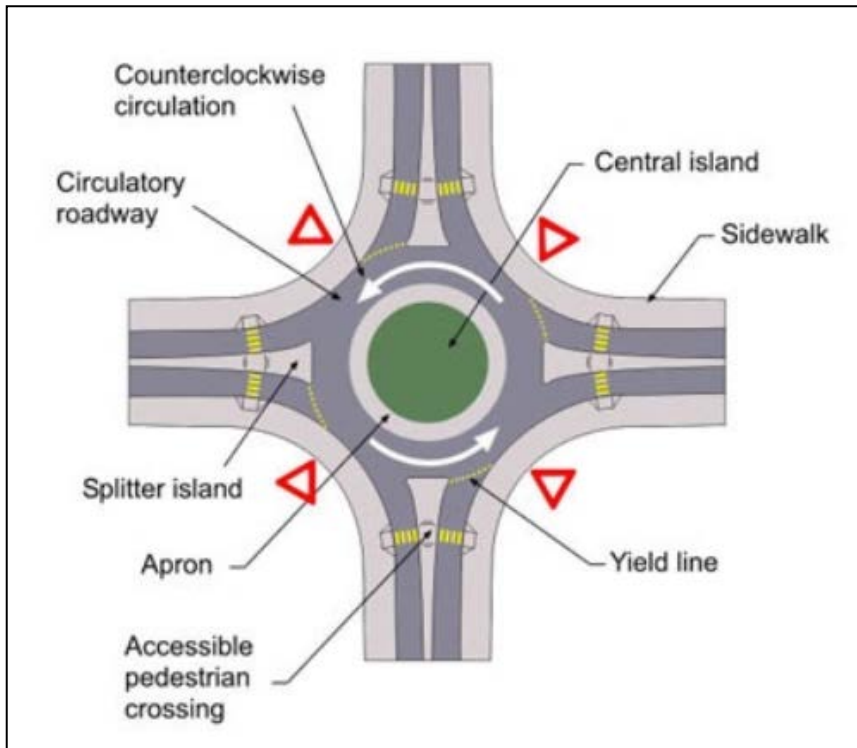 Counterclockwise
circulation
Central island
Circulatory
roadway
Sidewalk
Splitter island
Apron
Yield line
Accessible
pedestrian
crossing